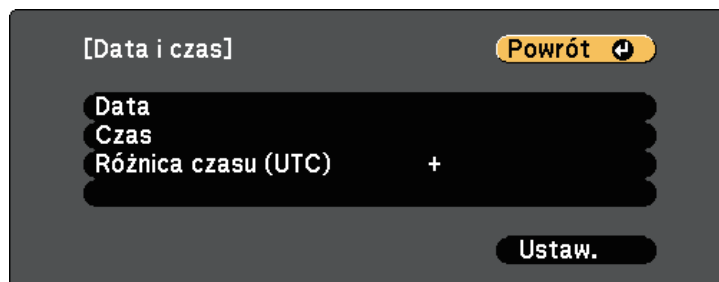 [Data i czas]
Powrót
Data
Czas
Różnica czasu (UTC) +
Ustaw.